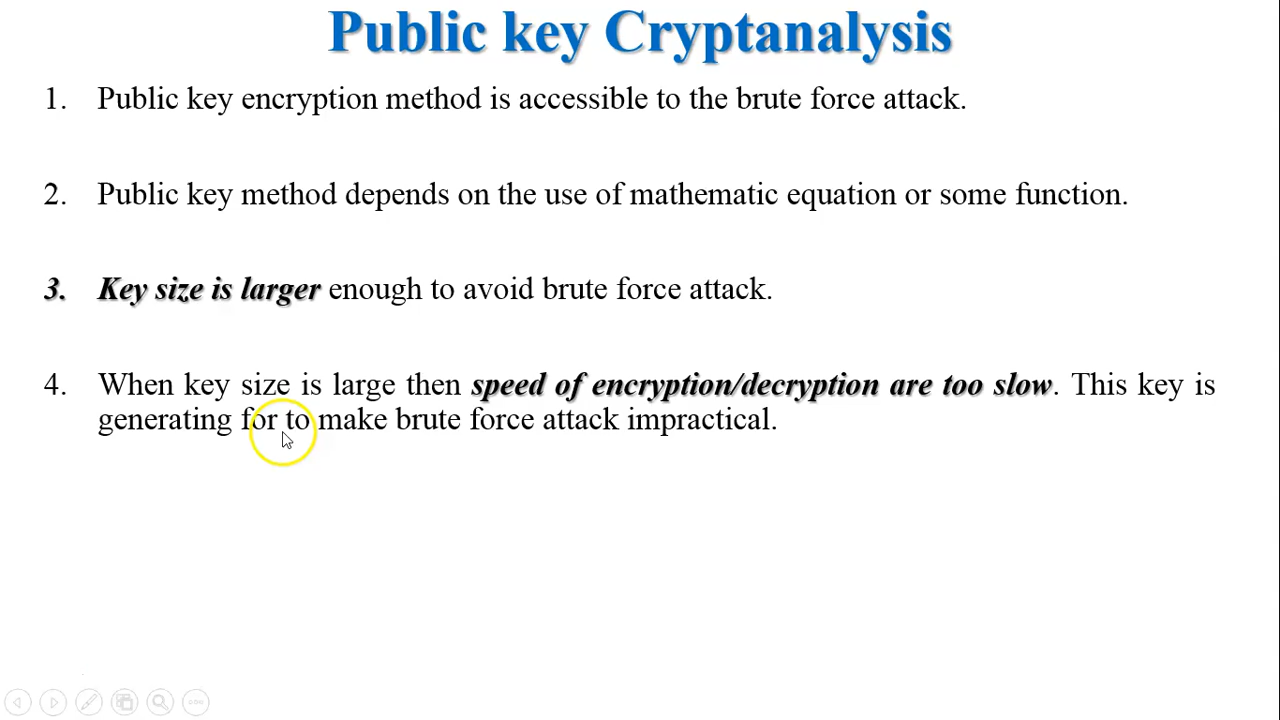 Public key Cryptanalysis
1. Public key encryption method is accessible to the brute force attack.
2. Public key method depends on the use of mathematic equation or some function.
3. Key size is larger enough to avoid brute force attack.
4. When key size is large then speed of encryption/decryption are too slow. This key is
generating for to make brute force attack impractical.